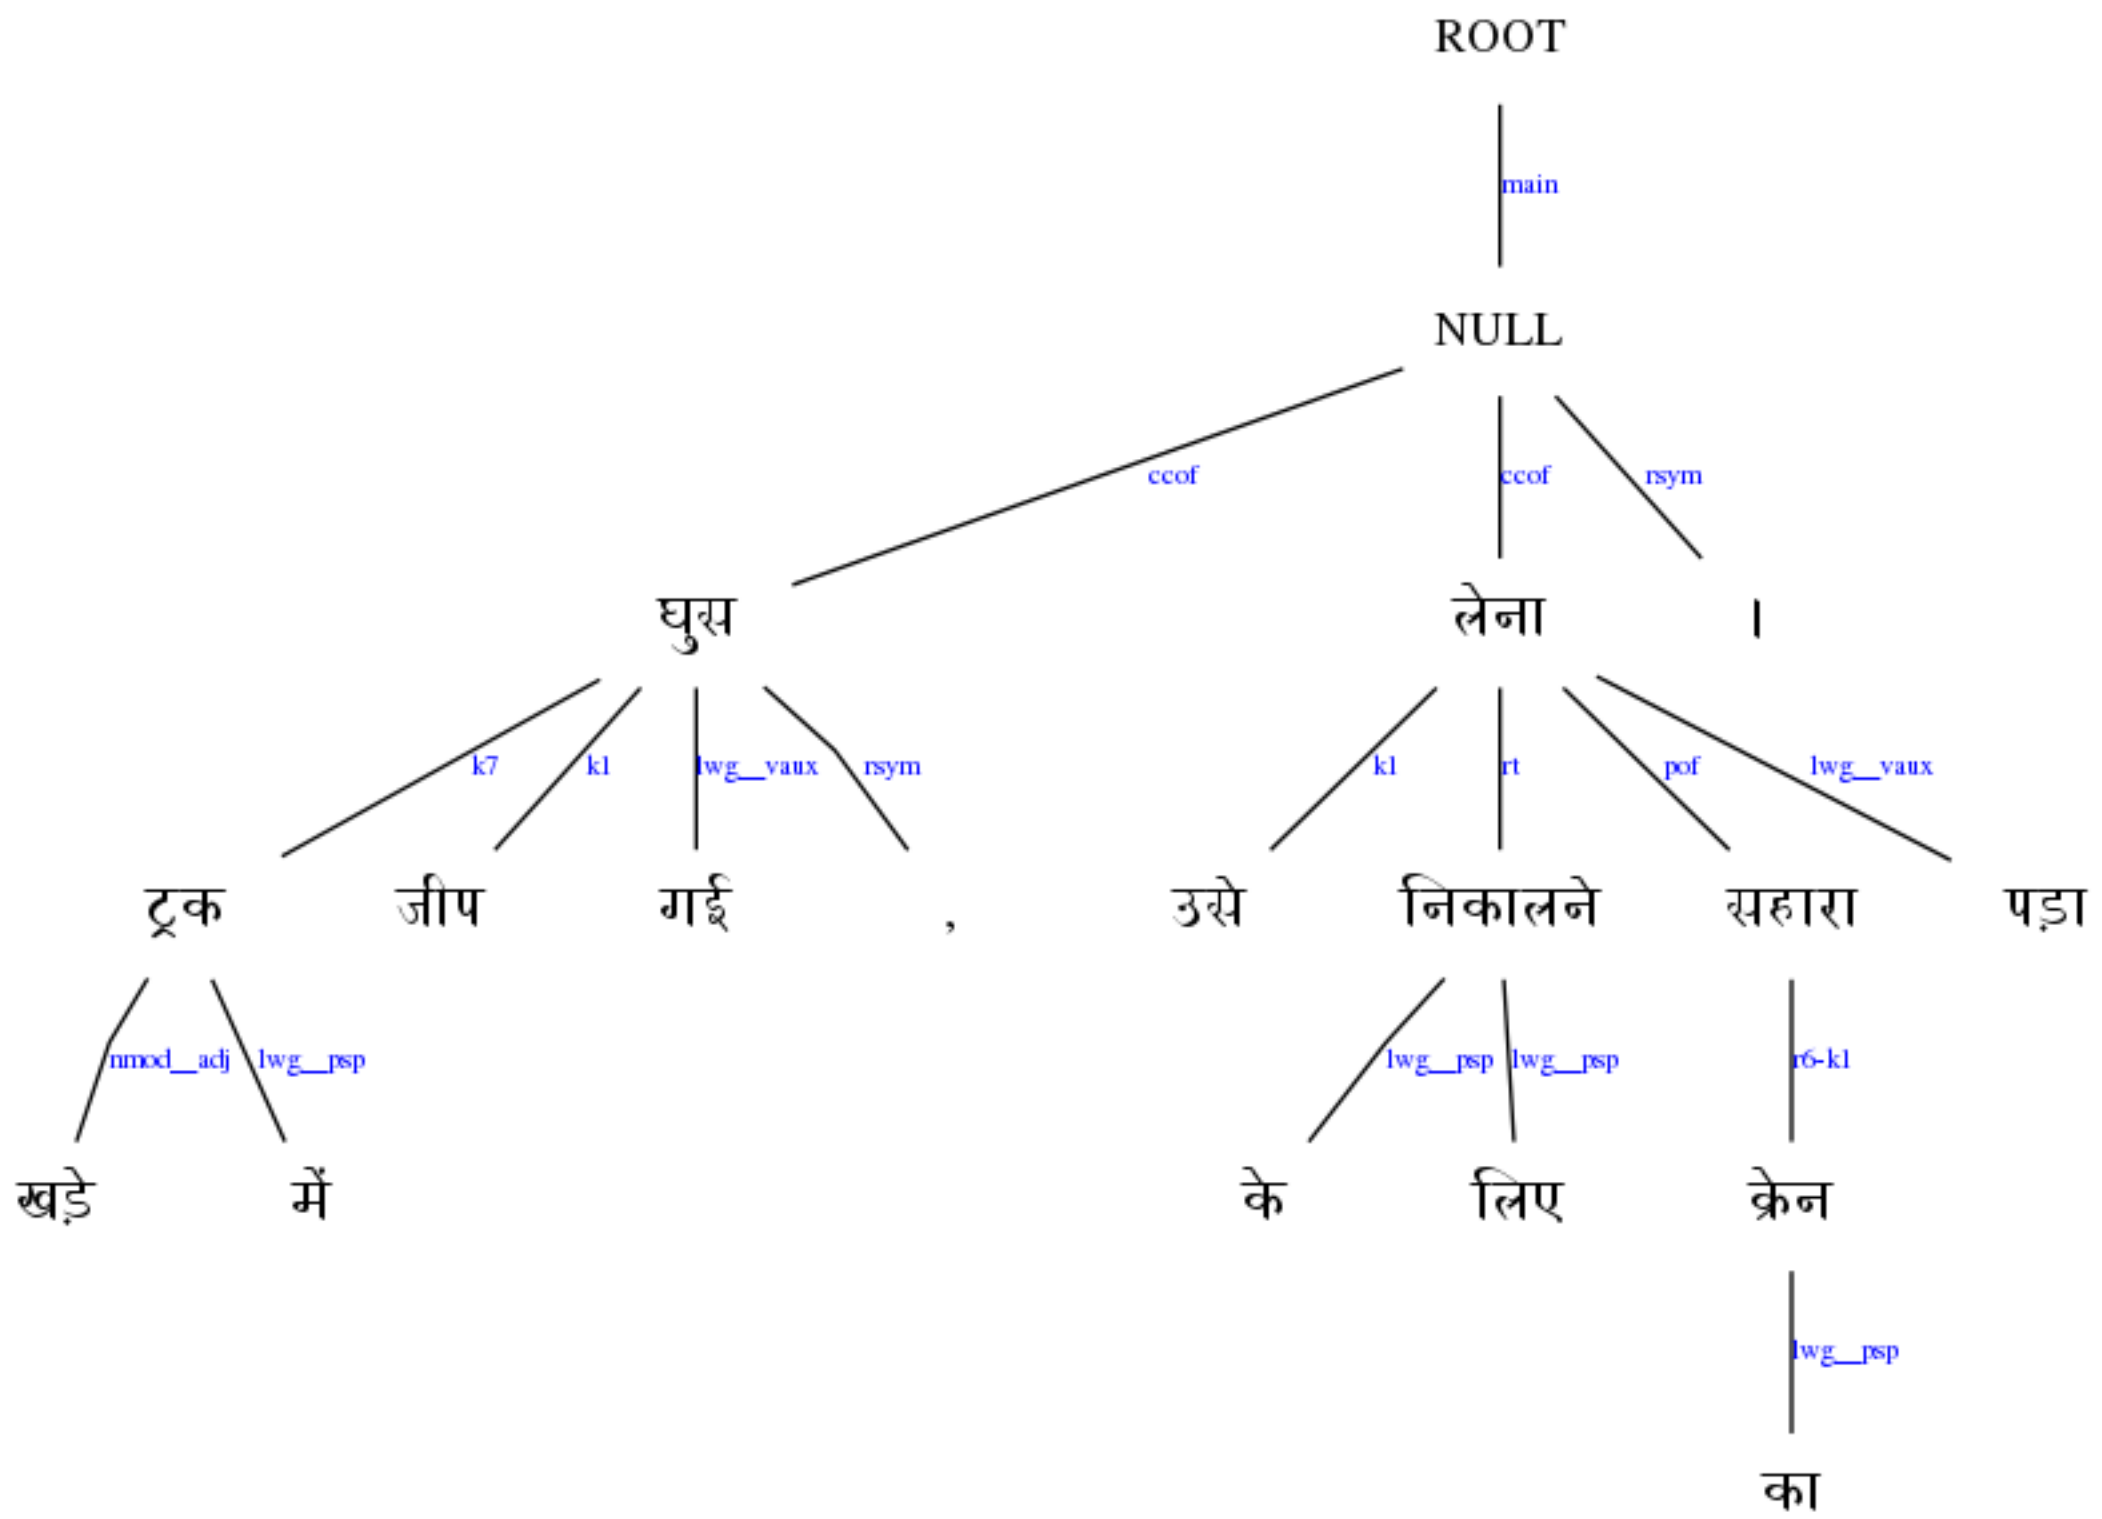 ROOT
main
NULL
ccof ccof rsym
घुस लेना ।
k7 k1 lwg__vaux rsym k1 rt pof lwg__vaux
ट्रक जीप गई , उसे निकालने सहारा पड़ा
nmod__adj lwg__psp lwg__psp lwg__psp r6-k1
खड़े में के लिए क्रेन
lwg__psp
का